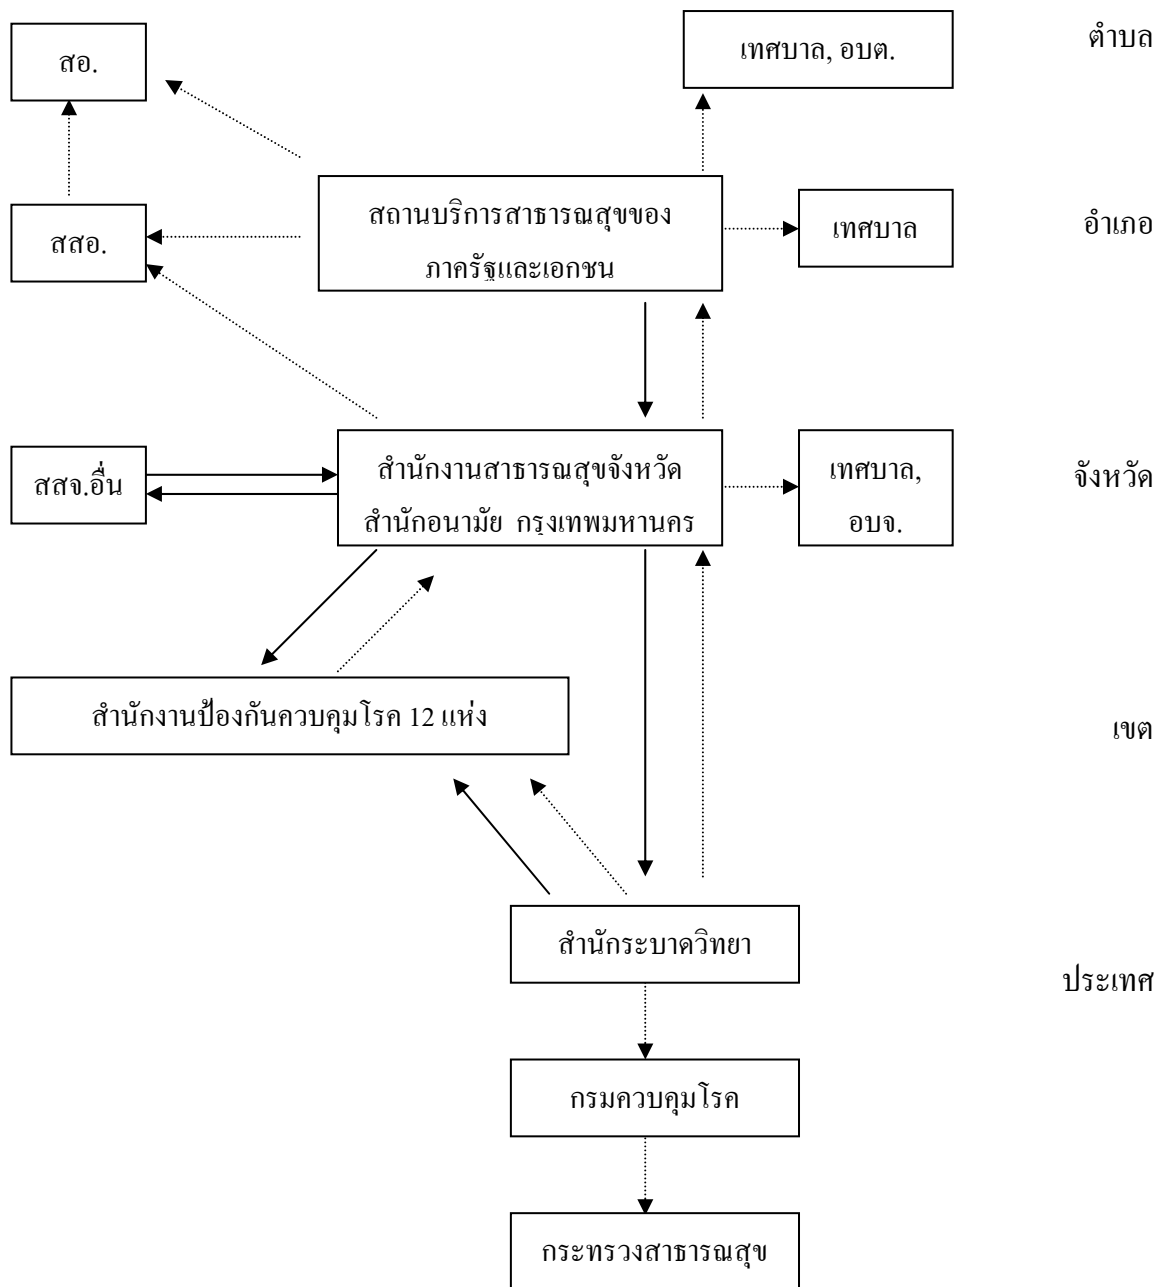 ตำบล
สอ.
เทศบาล, อบต.
สถานบริการสาธารณสุขของ
ภาครัฐและเอกชน
สสอ.
เทศบาล
อำเภอ
สสจ.อื่น
สำนักงานสาธารณสุขจังหวัด
สำนักอนามัย กรุงเทพมหานคร
เทศบาล,
อบจ.
จังหวัด
สำนักงานป้องกันควบคุมโรค 12 แห่ง
เขต
สำนักระบาดวิทยา
ประเทศ
กรมควบคุมโรค
กระทรวงสาธารณสุข